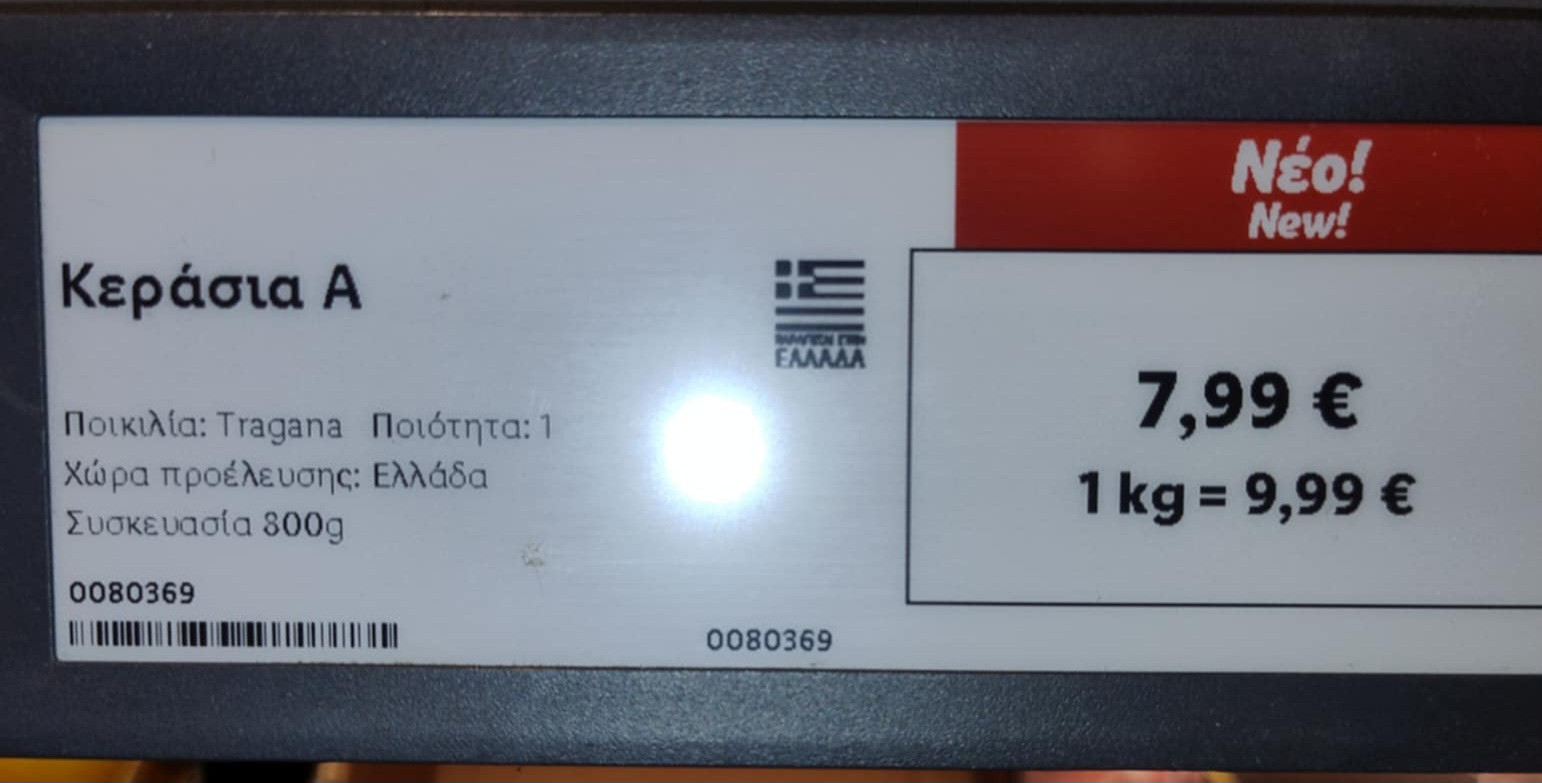 Νέο!
New!
Κεράσια Α
ΕΛΛΑΔΑ
7,99 €
1 kg = 9,99 €
Ποικιλία: Tragana Ποιότητα: 1
Χώρα προέλευσης: Ελλάδα
Συσκευασία 800g
0080369
0080369